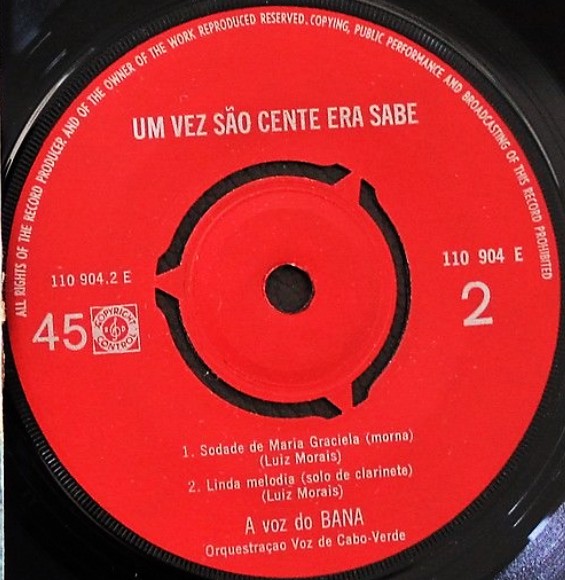 ALL RIGHTS OF THE RECORD PRODUCER AND OF THE OWNER OF THE WORK REPRODUCED RESERVED. COPYING, PUBLIC PERFORMANCE AND BROADCASTING OF THIS RECORD PROHIBITED
UM VEZ SÃO CENTE ERA SABE
110 904.2 E
110 904 E
45
COPYRIGHT
B D
CONTROL
2
1. Sodade de Maria Graciela (morna)
(Luiz Morais)
2. Linda melodia (solo de clarinete)
(Luiz Morais)
A voz do BANA
Orquestraçao Voz de Cabo-Verde